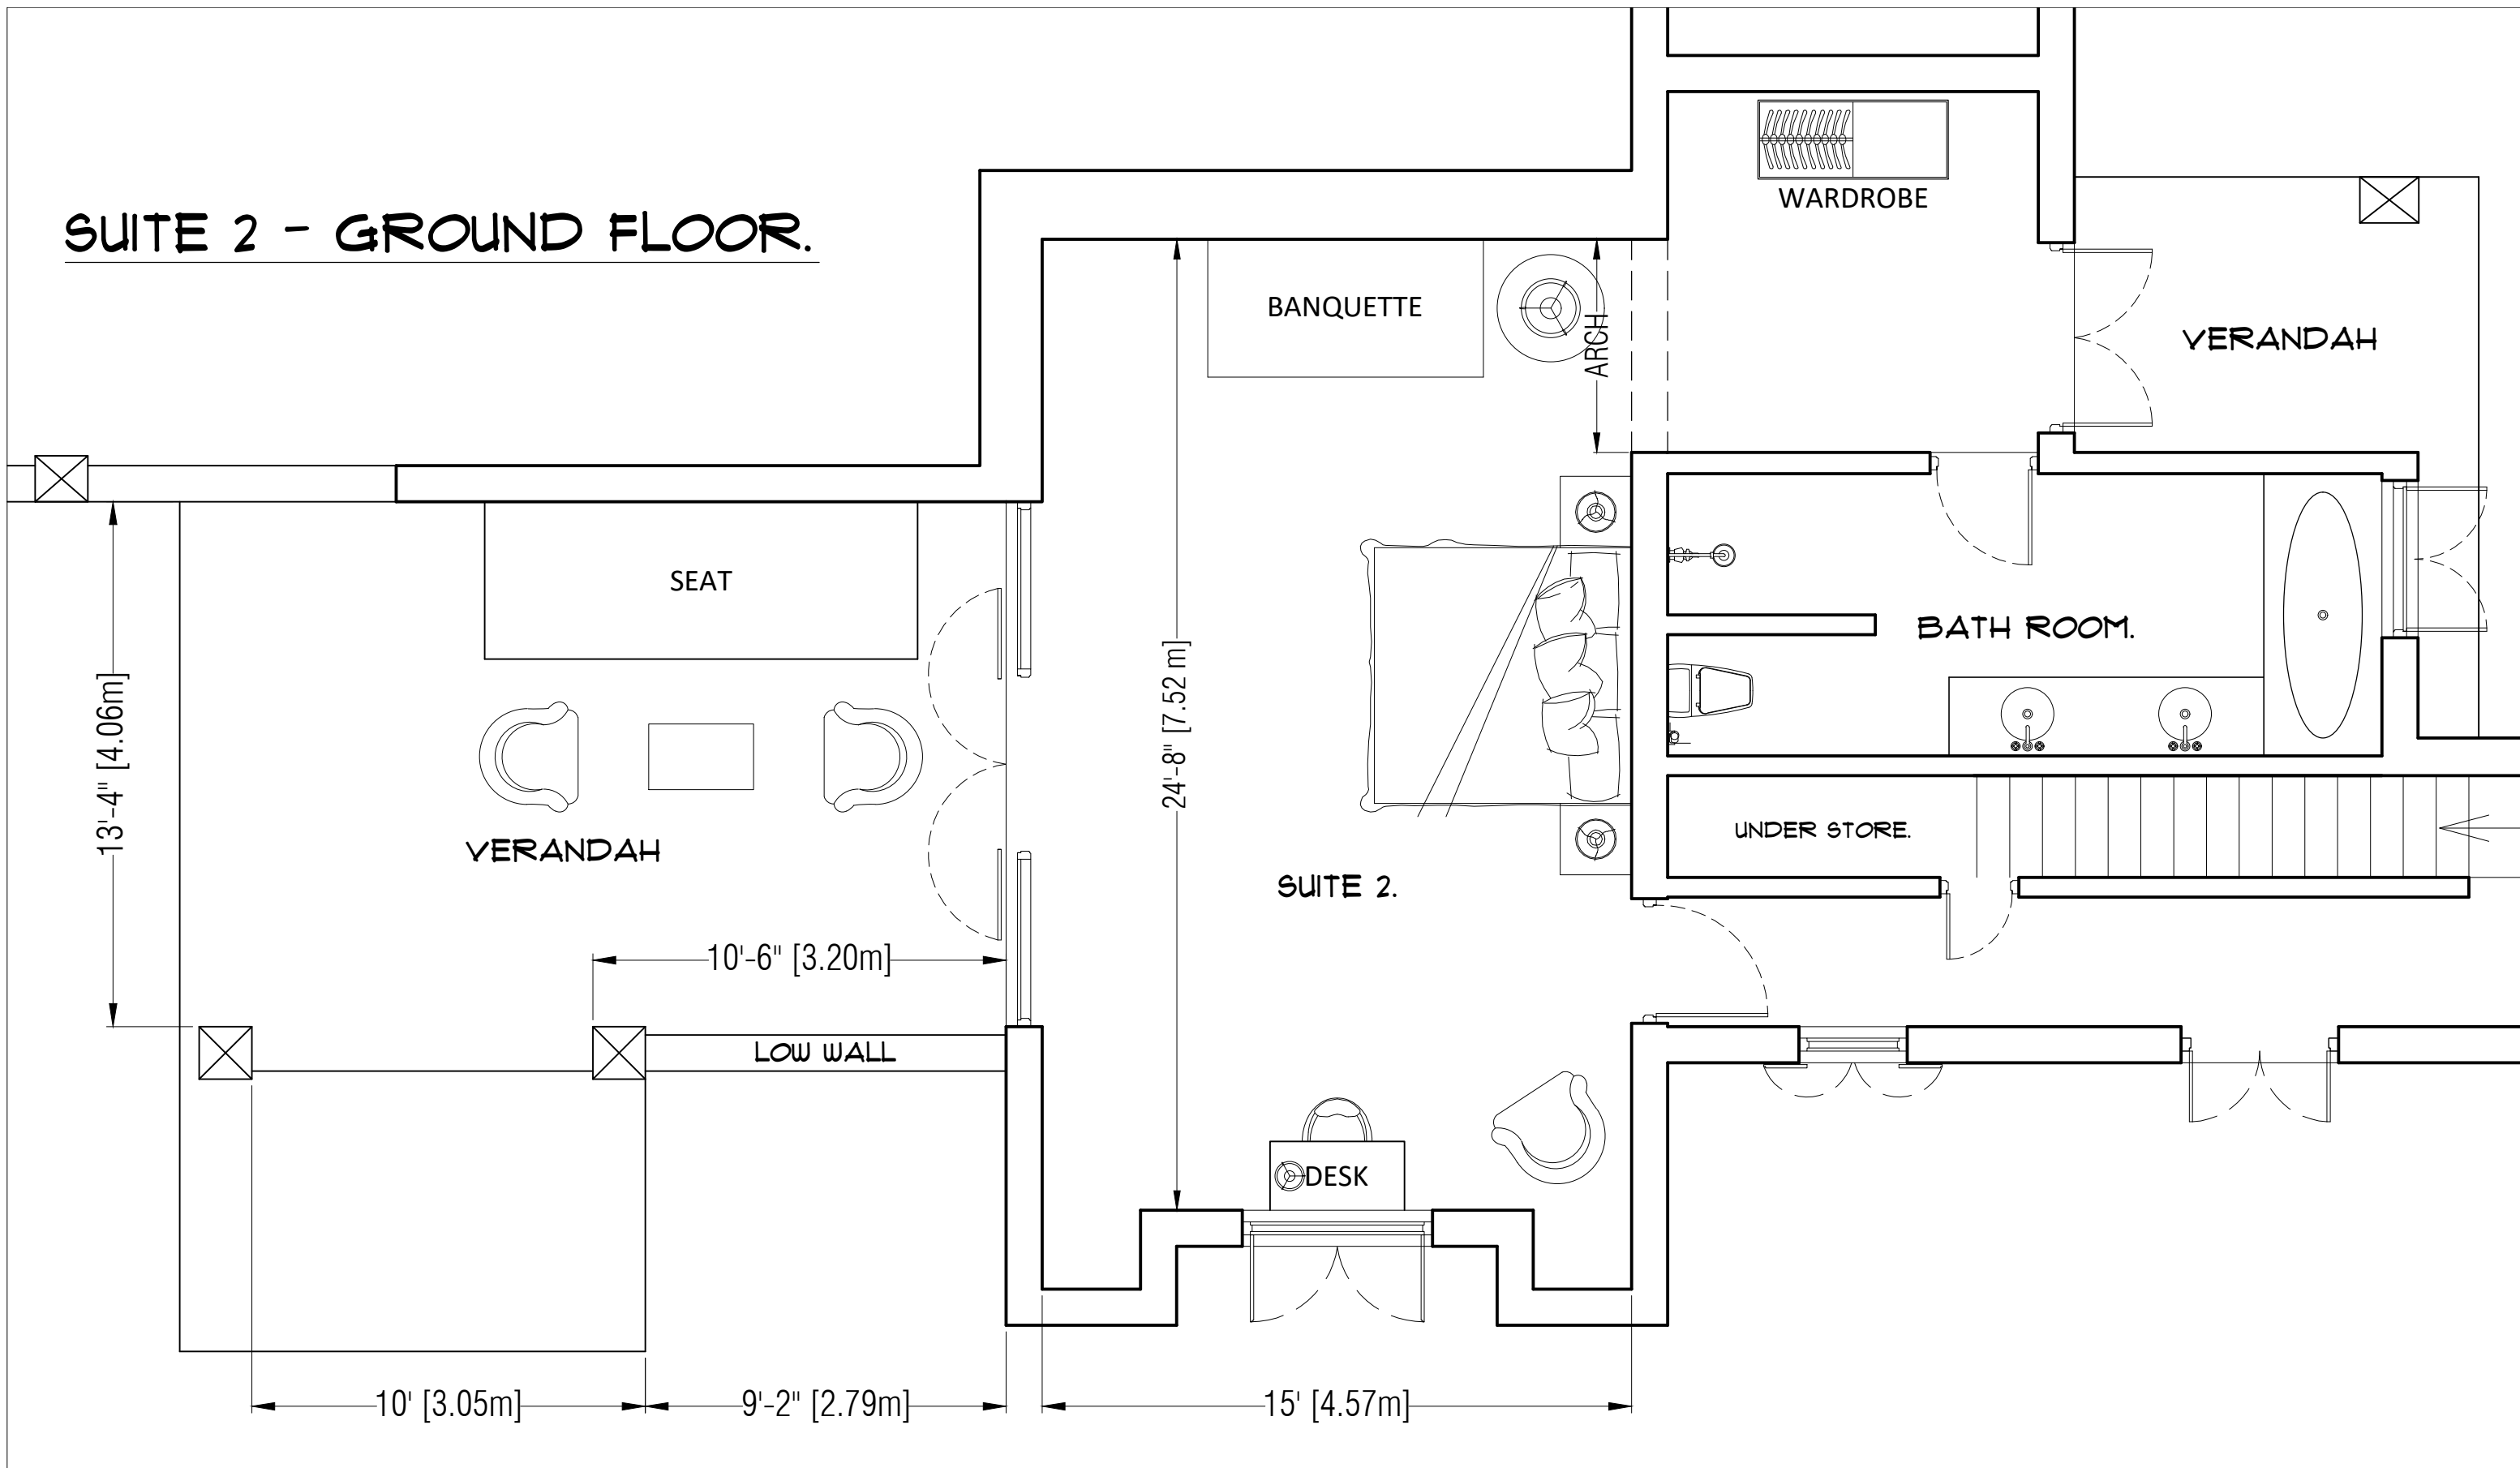 SUITE 2 - GROUND FLOOR.
WARDROBE
BANQUETTE
ARCH
VERANDAH
SEAT
BATH ROOM.
13'-4" [4.06m]
24'-8" [7.52 m]
VERANDAH
UNDER STORE.
SUITE 2.
10'-6" [3.20m]
LOW WALL
DESK
10' [3.05m]
9'-2" [2.79m]
15' [4.57m]